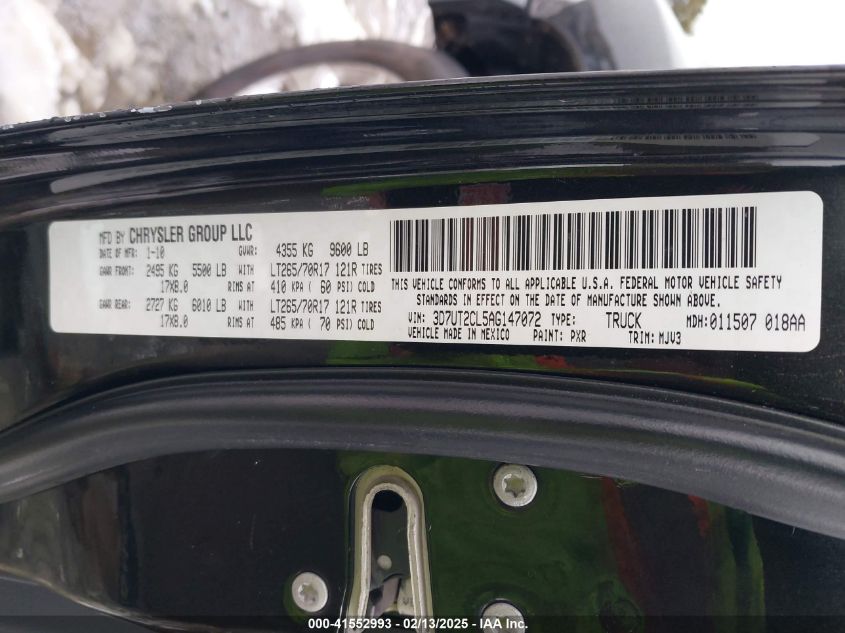 MFD BY CHRYSLER GROUP LLC
DATE OF MFR: 1-10 GVWR: 4355 KG 9600 LB
GAWR FRONT: 2495 KG 5500 LB WITH LT265/70R17 121R TIRES
17X8.0 RIMS AT 410 KPA ( 60 PSI) COLD
GAWR REAR: 2727 KG 6010 LB WITH LT265/70R17 121R TIRES
17X8.0 RIMS AT 485 KPA ( 70 PSI) COLD
THIS VEHICLE CONFORMS TO ALL APPLICABLE U.S.A. FEDERAL MOTOR VEHICLE SAFETY
STANDARDS IN EFFECT ON THE DATE OF MANUFACTURE SHOWN ABOVE.
VIN: 3D7UT2CL5AG147072 TYPE: TRUCK MDH: 011507 018AA
VEHICLE MADE IN MEXICO PAINT: PXR TRIM: MJV3
000-41552993 - 02/13/2025 - IAA Inc.